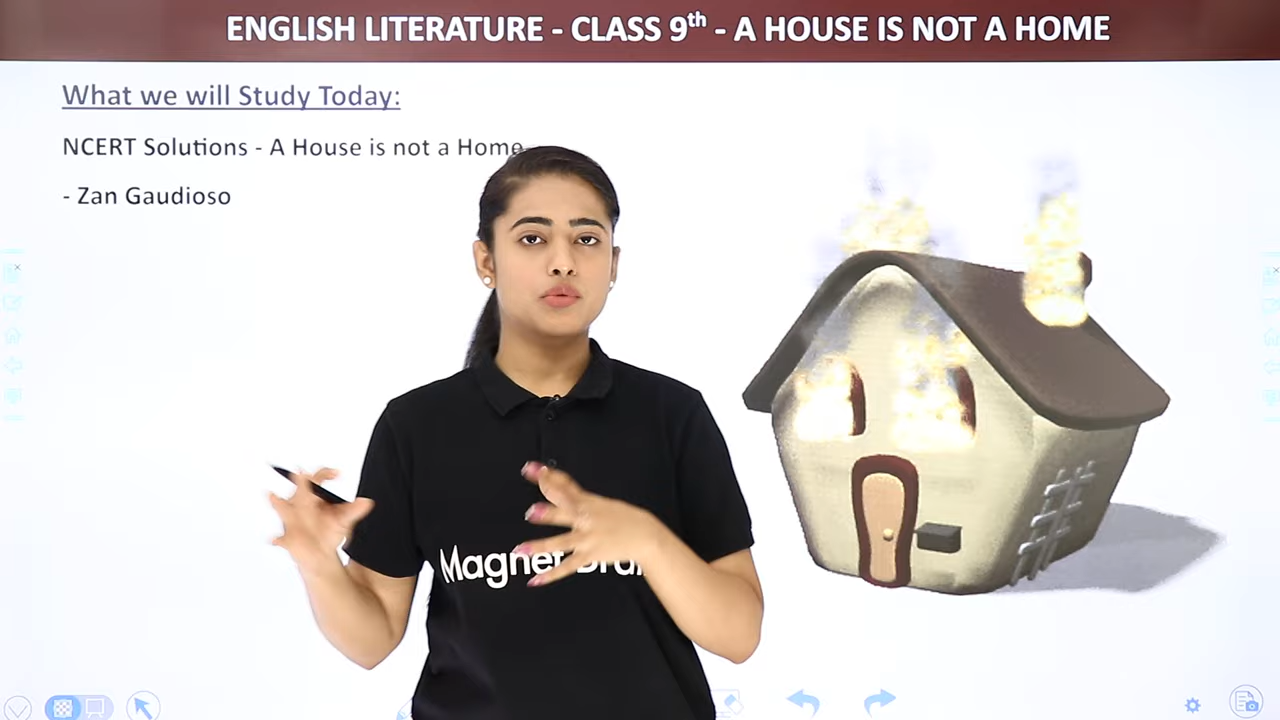 ENGLISH LITERATURE - CLASS 9th - A HOUSE IS NOT A HOME
What we will Study Today:
NCERT Solutions - A House is not a Home
- Zan Gaudioso
Magnet